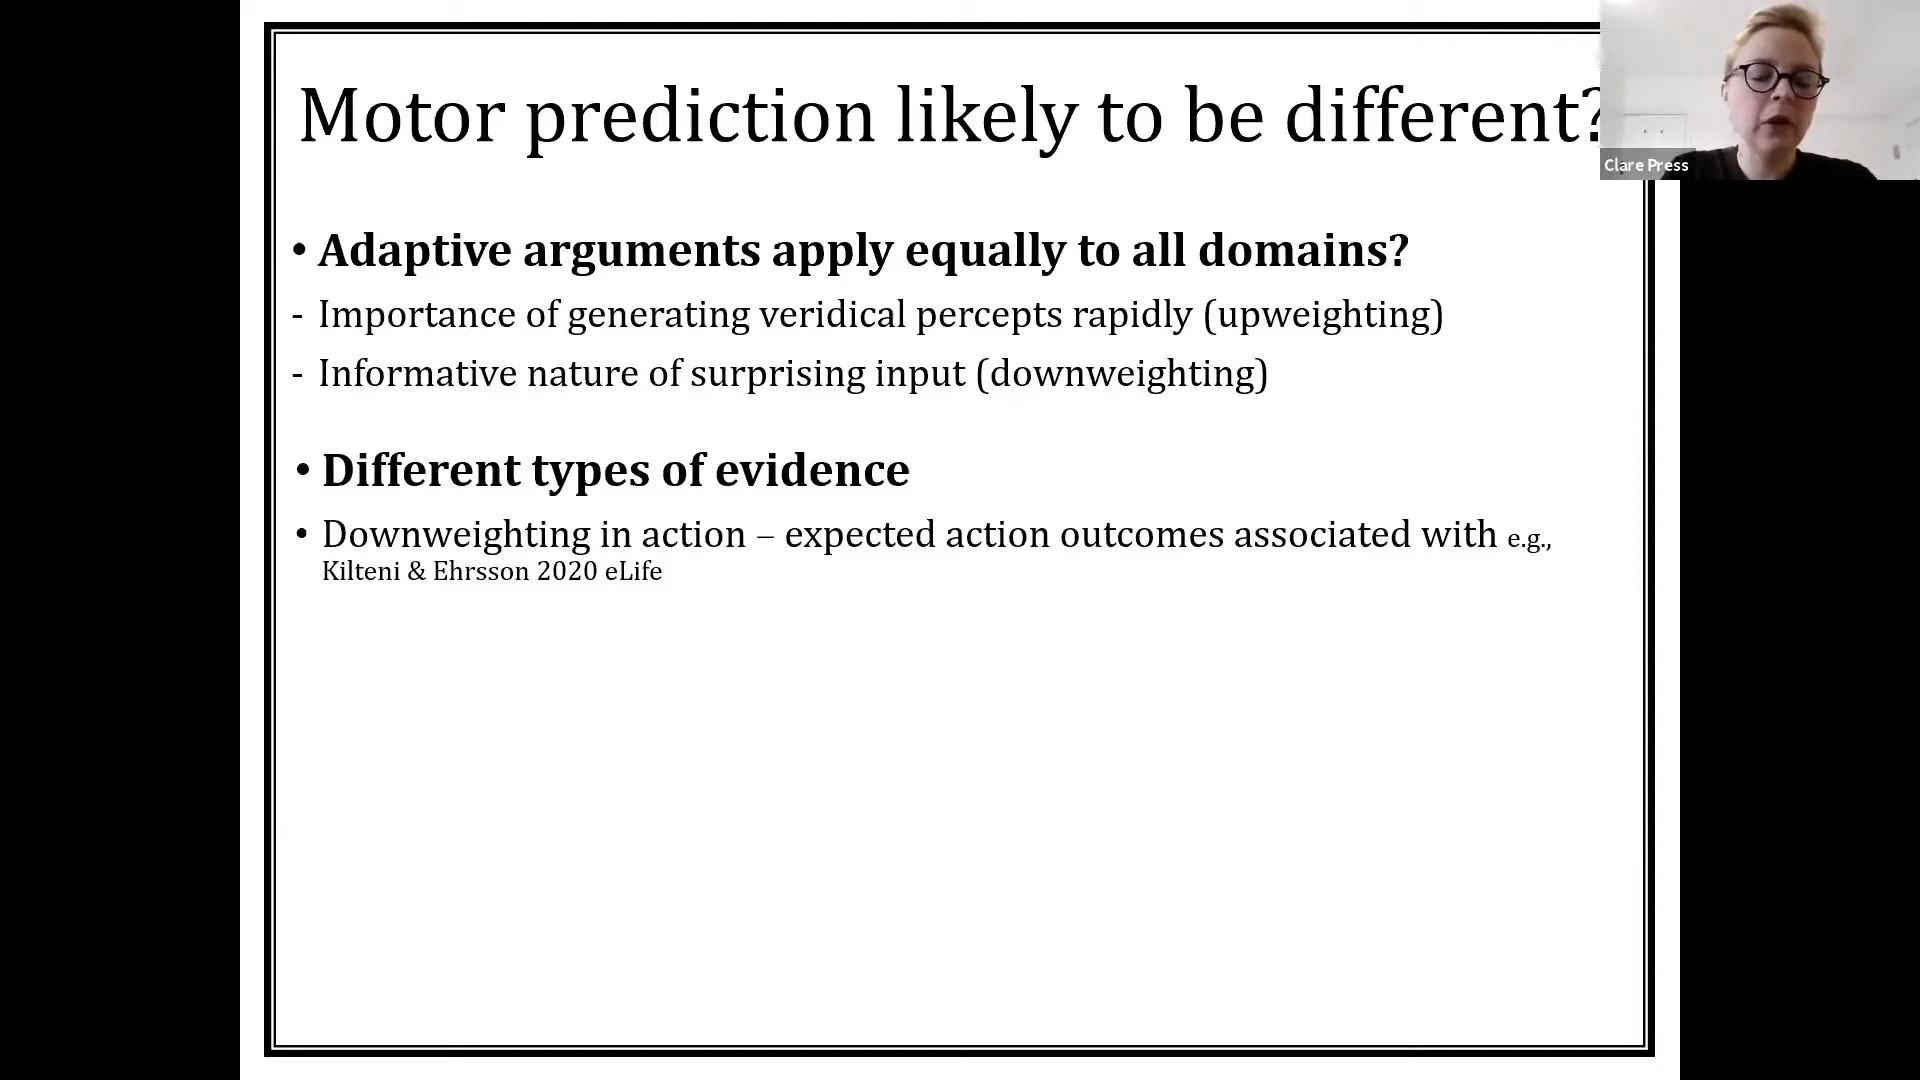 Motor prediction likely to be different?
Clare Press
• Adaptive arguments apply equally to all domains?
- Importance of generating veridical percepts rapidly (upweighting)
- Informative nature of surprising input (downweighting)
• Different types of evidence
• Downweighting in action – expected action outcomes associated with e.g.,
Kilteni & Ehrsson 2020 eLife